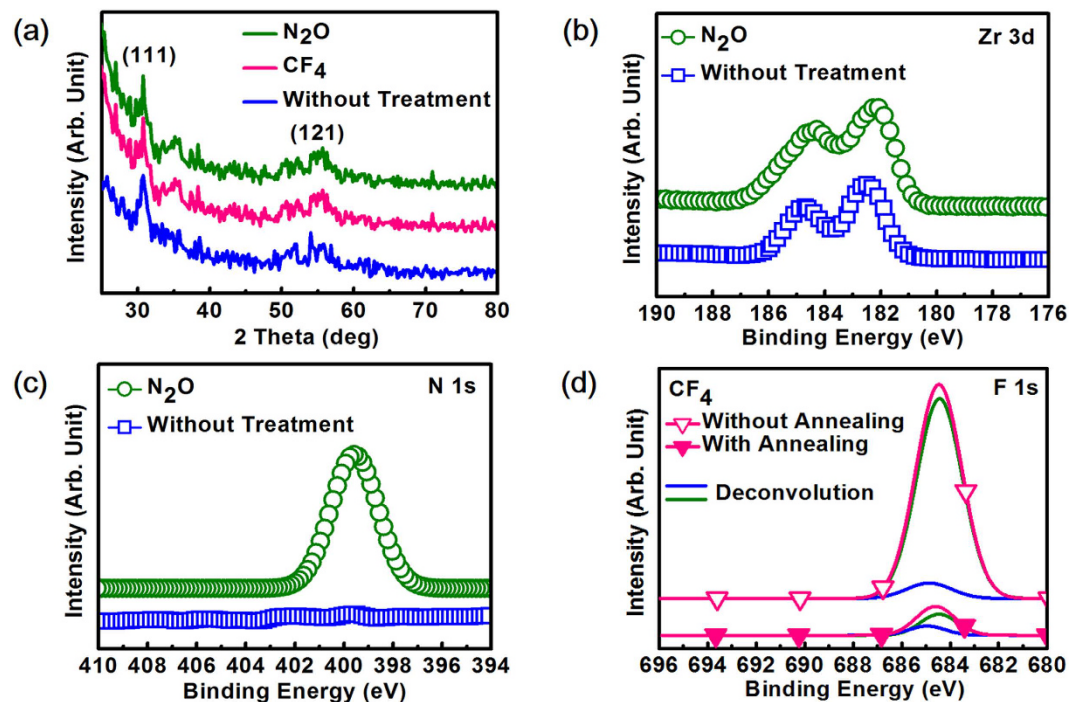 (a)
N2O
CF4
Without Treatment
(111)
(121)
Intensity (Arb. Unit)
30 40 50 60 70 80
2 Theta (deg)
(b)
N2O
Without Treatment
Zr 3d
Intensity (Arb. Unit)
190 188 186 184 182 180 178 176
Binding Energy (eV)
(c)
N2O
Without Treatment
N 1s
Intensity (Arb. Unit)
410 408 406 404 402 400 398 396 394
Binding Energy (eV)
(d)
CF4
F 1s
Without Annealing
With Annealing
Deconvolution
Intensity (Arb. Unit)
696 694 692 690 688 686 684 682 680
Binding Energy (eV)